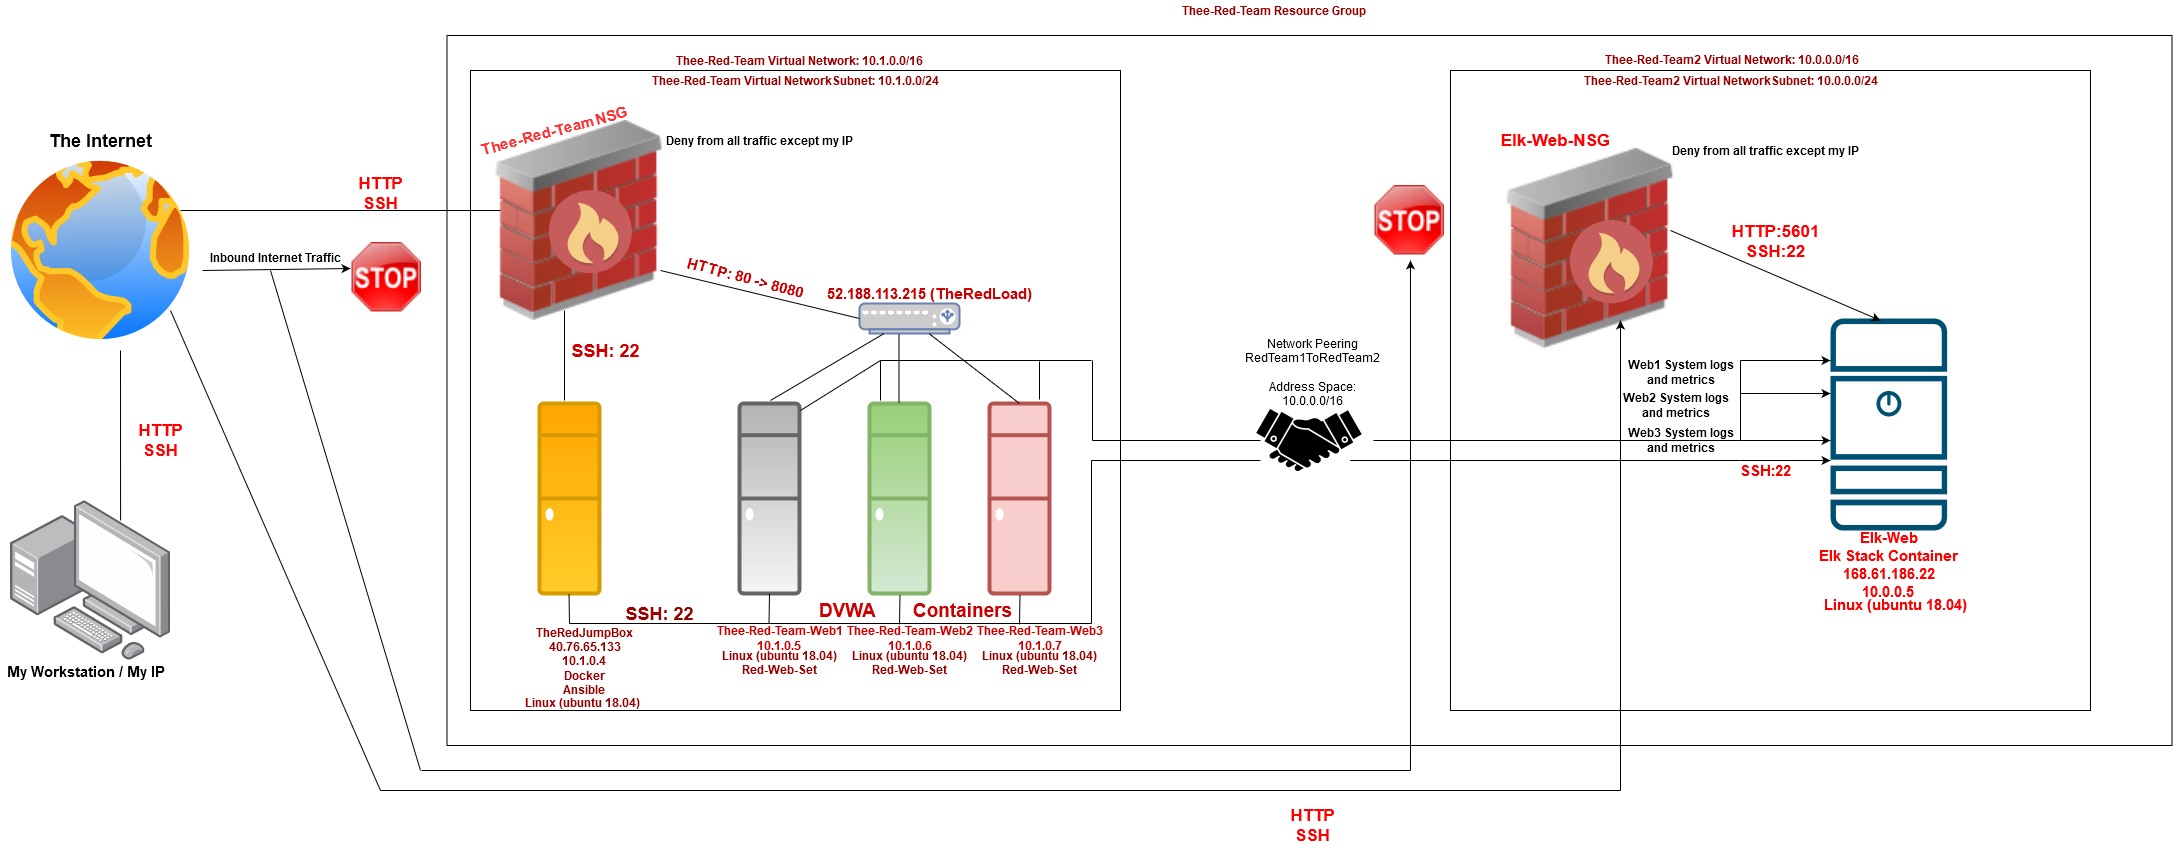 Thee-Red-Team Resource Group
Thee-Red-Team Virtual Network: 10.1.0.0/16
Thee-Red-Team Virtual Network Subnet: 10.1.0.0/24
Thee-Red-Team2 Virtual Network: 10.0.0.0/16
Thee-Red-Team2 Virtual Network Subnet: 10.0.0.0/24
The Internet
HTTP
SSH
Inbound Internet Traffic
STOP
HTTP
SSH
My Workstation / My IP
Thee-Red-Team NSG
Deny from all traffic except my IP
HTTP: 80 -> 8080
52.188.113.215 (TheRedLoad)
SSH: 22
SSH: 22
DVWA Containers
TheRedJumpBox
40.76.65.133
10.1.0.4
Docker
Ansible
Linux (ubuntu 18.04)
Thee-Red-Team-Web1
10.1.0.5
Linux (ubuntu 18.04)
Red-Web-Set
Thee-Red-Team-Web2
10.1.0.6
Linux (ubuntu 18.04)
Red-Web-Set
Thee-Red-Team-Web3
10.1.0.7
Linux (ubuntu 18.04)
Red-Web-Set
Network Peering
RedTeam1ToRedTeam2
Address Space:
10.0.0.0/16
STOP
Elk-Web-NSG
Deny from all traffic except my IP
HTTP:5601
SSH:22
Web1 System logs
and metrics
Web2 System logs
and metrics
Web3 System logs
and metrics
SSH:22
Elk-Web
Elk Stack Container
168.61.186.22
10.0.0.5
Linux (ubuntu 18.04)
HTTP
SSH